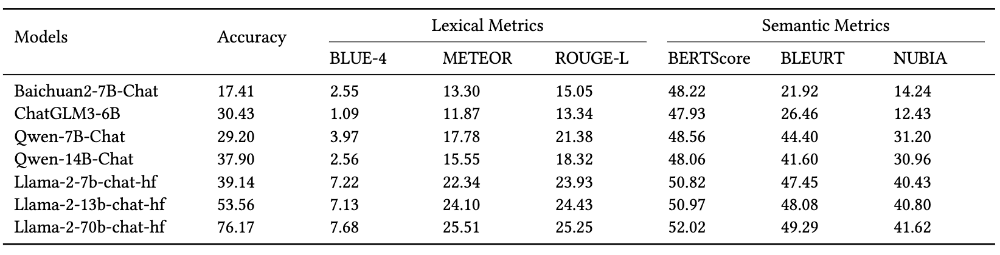 Models Accuracy Lexical Metrics Semantic Metrics
BLUE-4 METEOR ROUGE-L BERTScore BLEURT NUBIA
Baichuan2-7B-Chat 17.41 2.55 13.30 15.05 48.22 21.92 14.24
ChatGLM3-6B 30.43 1.09 11.87 13.34 47.93 26.46 12.43
Qwen-7B-Chat 29.20 3.97 17.78 21.38 48.56 44.40 31.20
Qwen-14B-Chat 37.90 2.56 15.55 18.32 48.06 41.60 30.96
Llama-2-7b-chat-hf 39.14 7.22 22.34 23.93 50.82 47.45 40.43
Llama-2-13b-chat-hf 53.56 7.13 24.10 24.43 50.97 48.08 40.80
Llama-2-70b-chat-hf 76.17 7.68 25.51 25.25 52.02 49.29 41.62